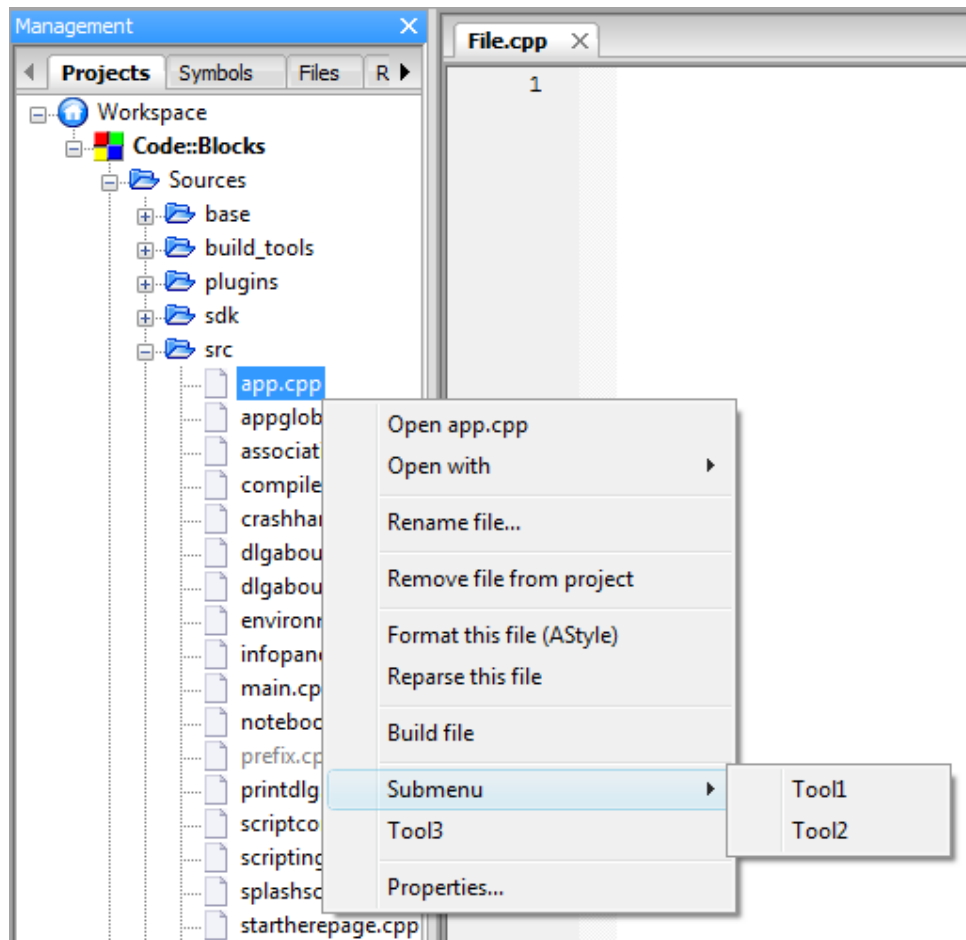 Management
File.cpp
Projects Symbols Files R
1
Workspace
Code::Blocks
Sources
base
build_tools
plugins
sdk
src
app.cpp
appglob
associat
compile
crashha
dlgabou
dlgabou
environ
infopan
main.cp
noteboo
prefix.cp
printdlg
scriptco
scripting
splashsc
startherepage.cpp
Open app.cpp
Open with
Rename file...
Remove file from project
Format this file (AStyle)
Reparse this file
Build file
Submenu
Tool3
Properties...
Tool1
Tool2